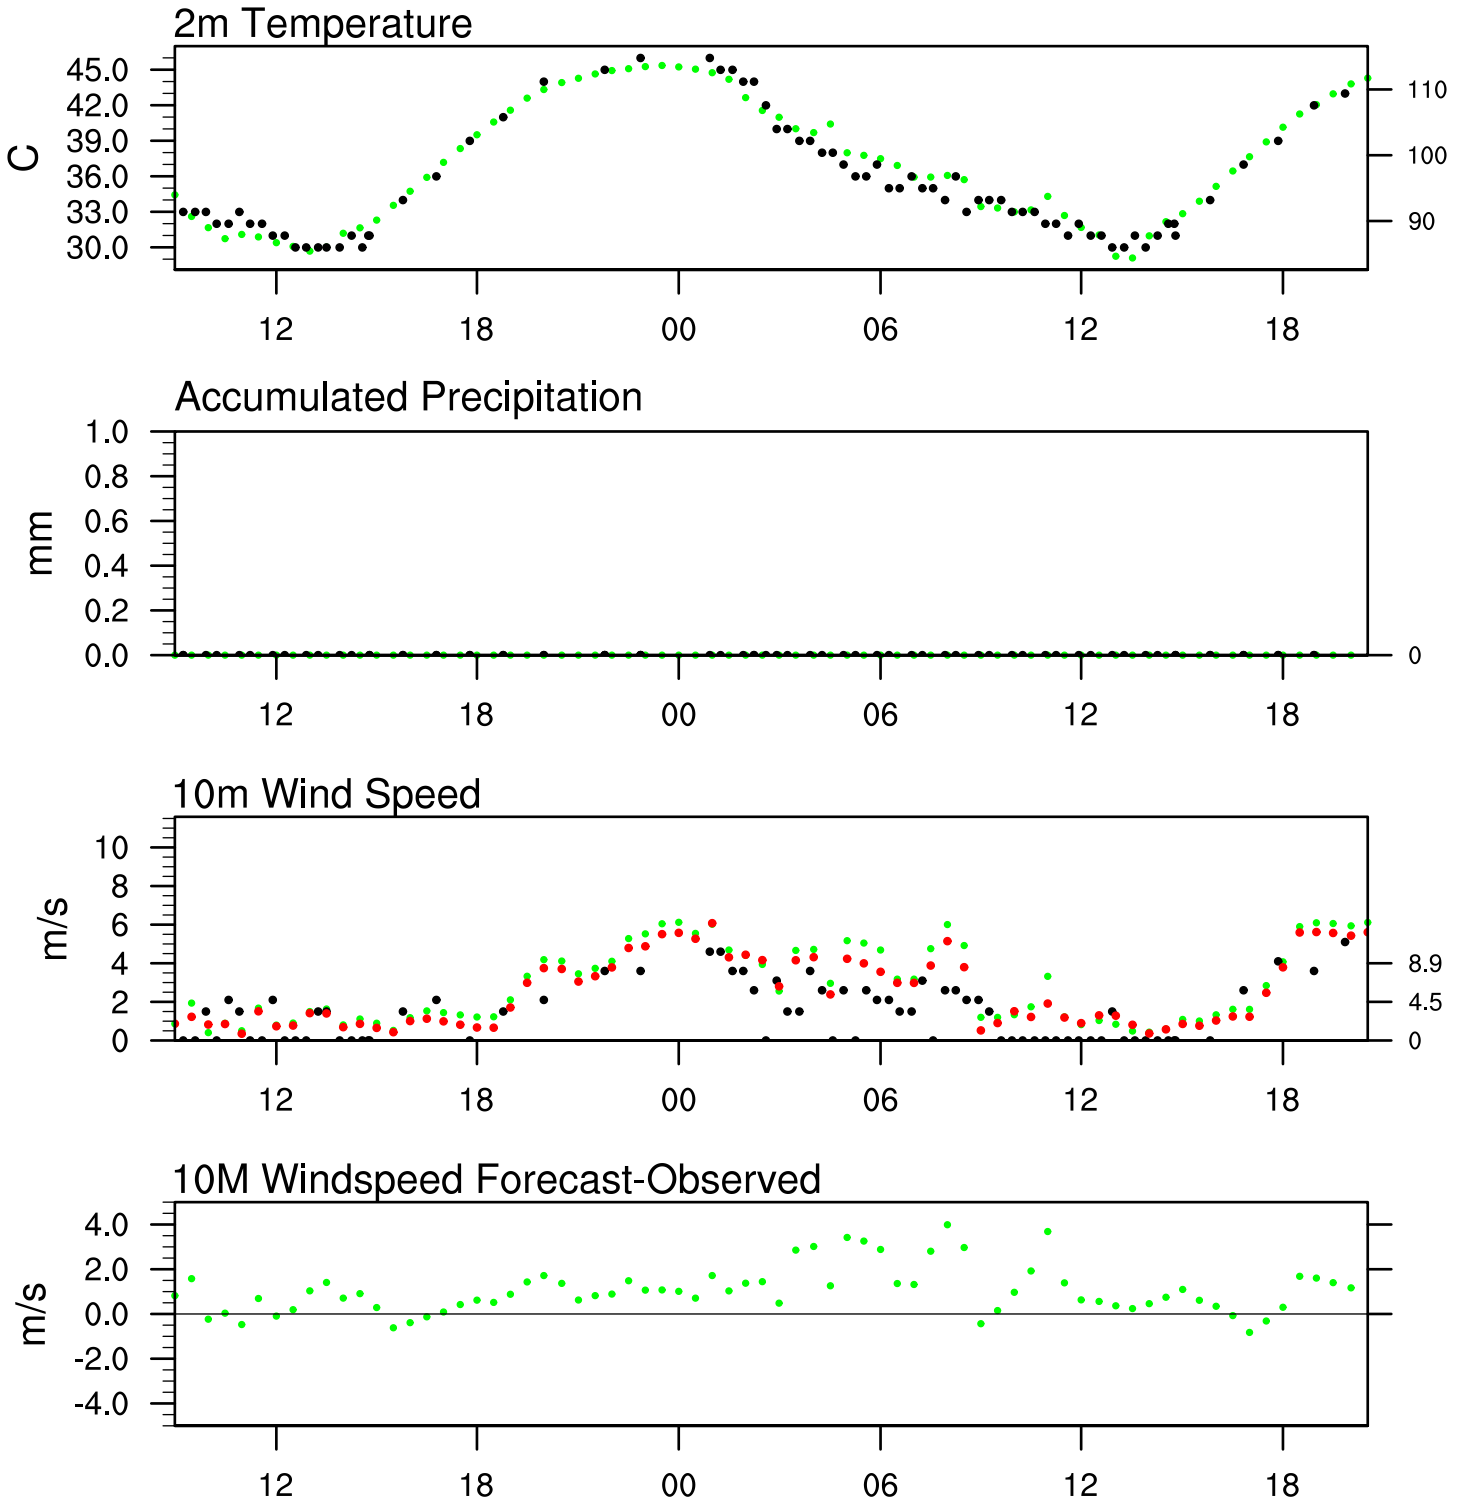 2m Temperature
45.0
42.0
39.0
36.0
33.0
30.0
C
110
100
90
12 18 00 06 12 18
Accumulated Precipitation
1.0
0.8
0.6
0.4
0.2
0.0
mm
0
12 18 00 06 12 18
10m Wind Speed
10
8
6
4
2
0
m/s
8.9
4.5
0
12 18 00 06 12 18
10M Windspeed Forecast-Observed
4.0
2.0
0.0
-2.0
-4.0
m/s
12 18 00 06 12 18